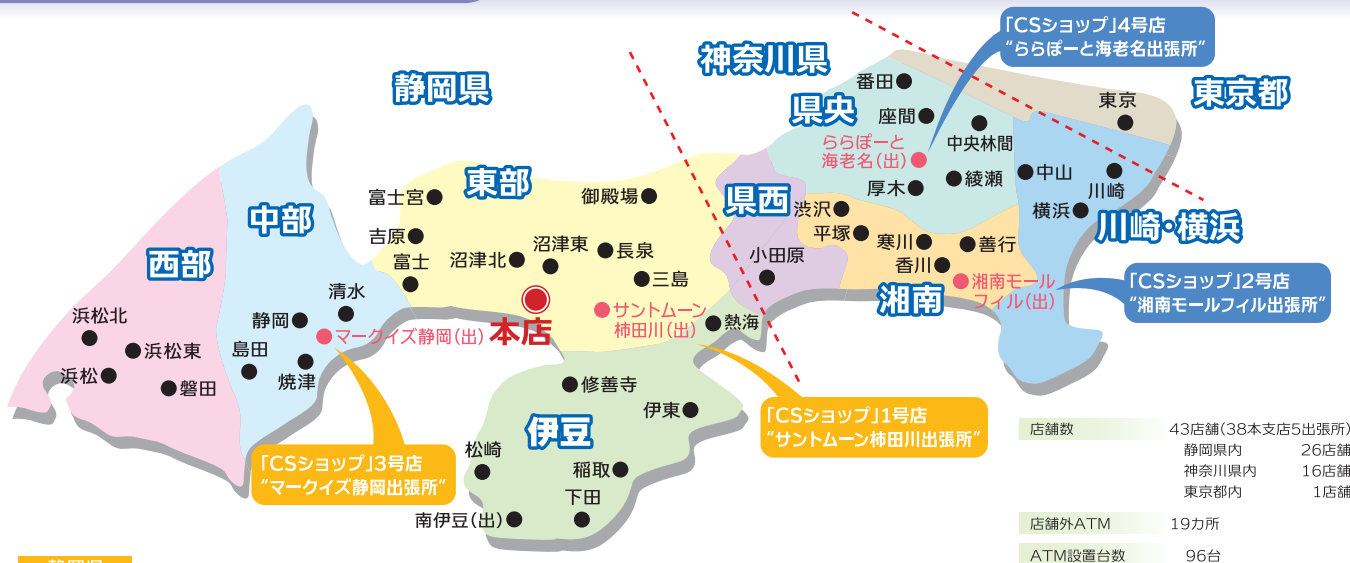 静岡県
神奈川県
東京都
「CSショップ」4号店
“ららぽーと海老名出張所”
西部
浜松北
浜松東
浜松
磐田
中部
静岡
清水
マークイズ静岡(出)
島田
焼津
「CSショップ」3号店
“マークイズ静岡出張所”
東部
富士宮
御殿場
吉原
富士
沼津北
沼津東
長泉
三島
本店
サントムーン
柿田川(出)
「CSショップ」1号店
“サントムーン柿田川出張所”
熱海
伊豆
修善寺
伊東
松崎
稲取
下田
南伊豆(出)
県西
小田原
県央
番田
座間
中央林間
ららぽーと
海老名(出)
綾瀬
厚木
湘南
渋沢
平塚
寒川
善行
香川
湘南モール
フィル(出)
「CSショップ」2号店
“湘南モールフィル出張所”
川崎・横浜
中山
川崎
横浜
東京
店舗数 43店舗(38本支店5出張所)
静岡県内 26店舗
神奈川県内 16店舗
東京都内 1店舗
店舗外ATM 19カ所
ATM設置台数 96台
静岡県